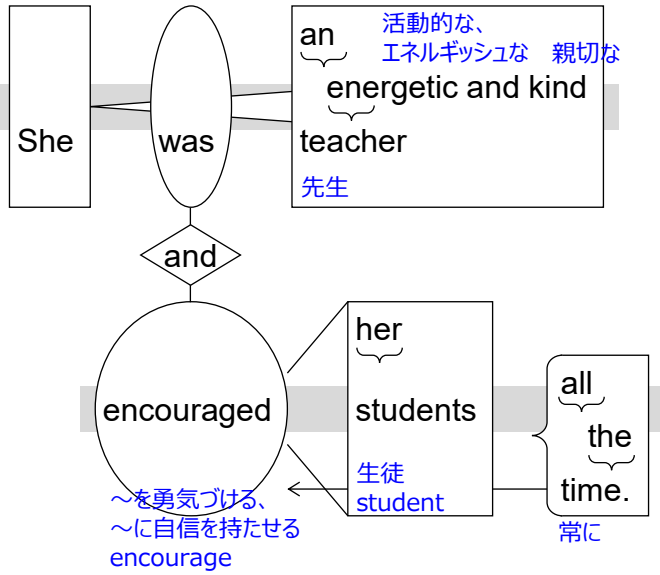 活動的な、
an エネルギッシュな 親切な
energetic and kind
She was teacher
先生
and
her
all
encouraged students
the
生徒
～を勇気づける、 student time.
～に自信を持たせる 常に
encourage